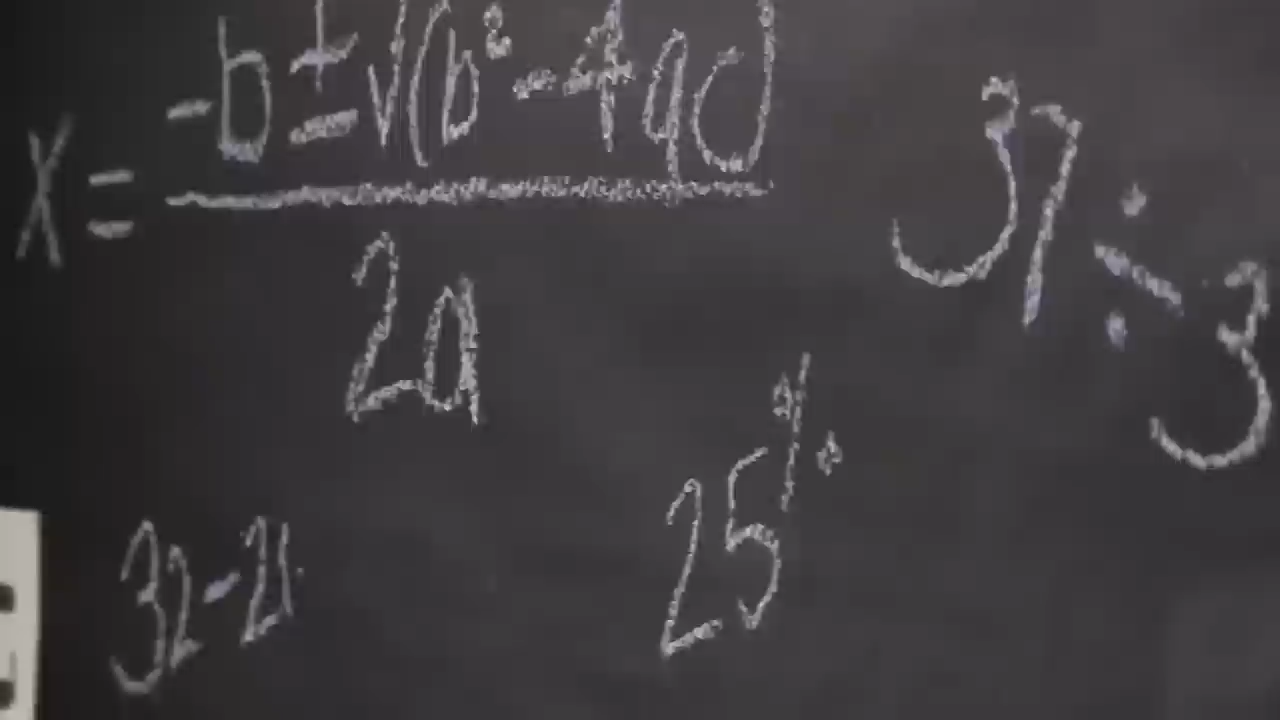 x = -b ± √(b² - 4ac)
2a
37 ÷ 3
25%
32 - 21